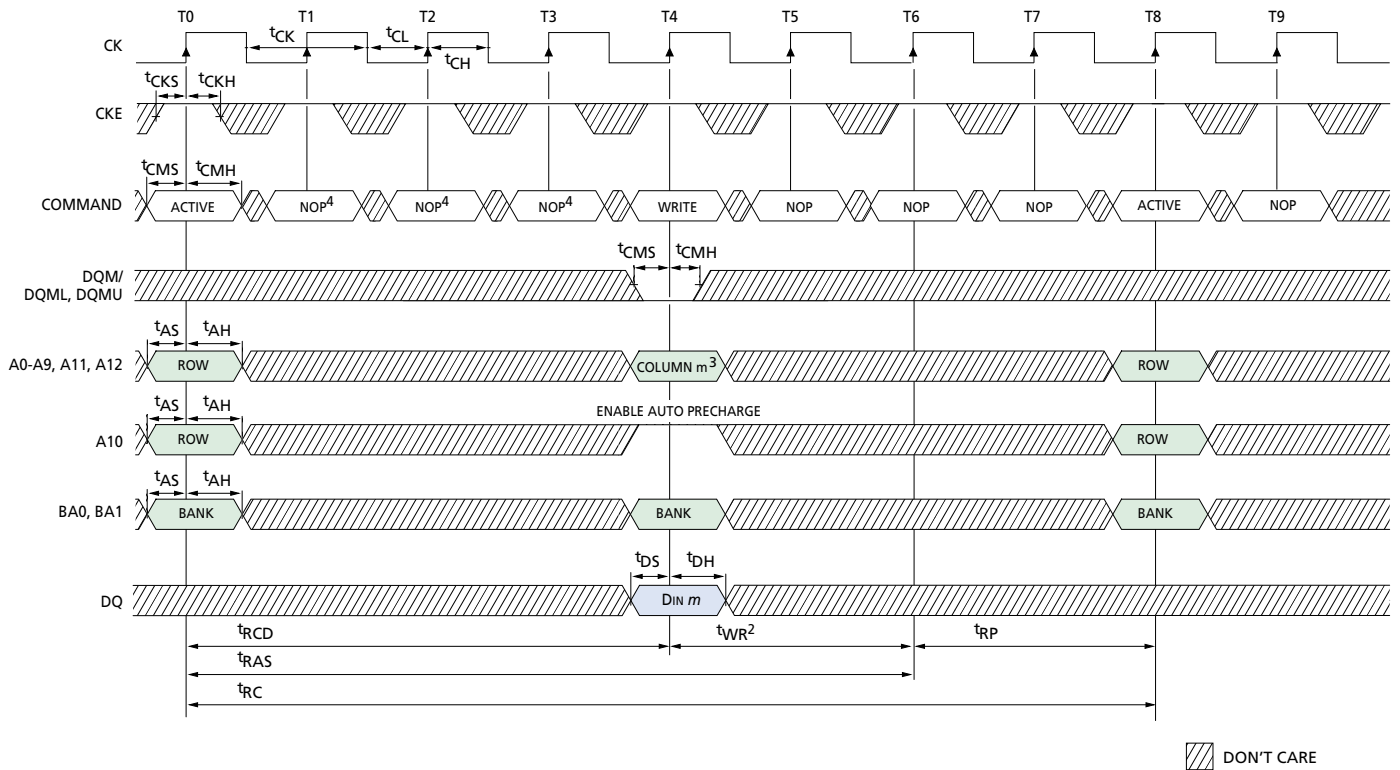 T0 T1 T2 T3 T4 T5 T6 T7 T8 T9
CK
tCK tCL
tCH
tCKS tCKH
CKE
tCMS tCMH
COMMAND ACTIVE NOP4 NOP4 NOP4 WRITE NOP NOP NOP ACTIVE NOP
tCMS tCMH
DQM/
DQML, DQMU
tAS tAH
A0-A9, A11, A12 ROW COLUMN m3 ROW
tAS tAH ENABLE AUTO PRECHARGE
A10 ROW ROW
tAS tAH
BA0, BA1 BANK BANK BANK
tDS tDH
DQ DIN m
tRCD tWR2 tRP
tRAS
tRC
DON'T CARE